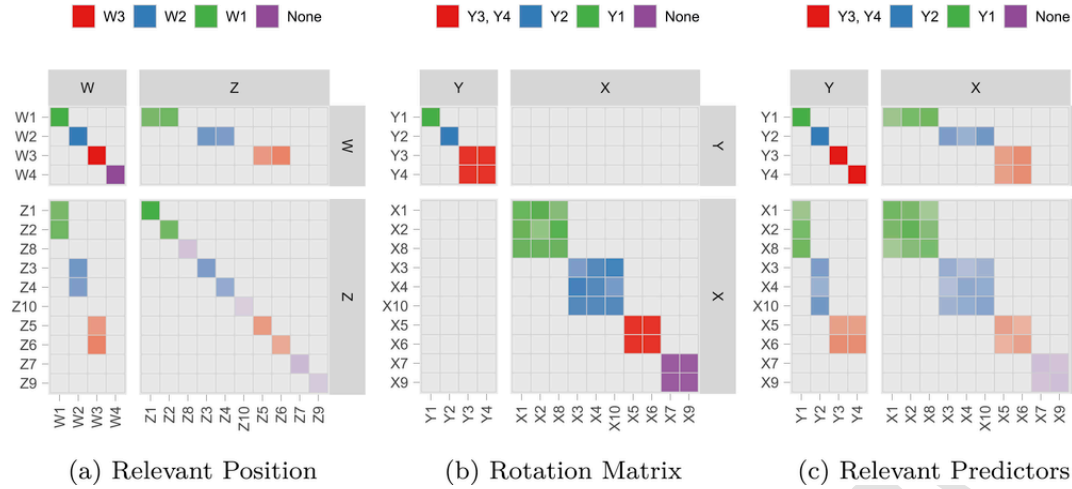 W3 W2 W1 None
Y3, Y4 Y2 Y1 None
Y3, Y4 Y2 Y1 None
W Z
W1
W2
W3
W4
W
Z1
Z2
Z8
Z3
Z4
Z10
Z5
Z6
Z7
Z9
Z
W1 W2 W3 W4 Z1 Z2 Z8 Z3 Z4 Z10 Z5 Z6 Z7 Z9
(a) Relevant Position
Y X
Y1
Y2
Y3
Y4
Y
X1
X2
X8
X3
X4
X10
X5
X6
X7
X9
X
Y1 Y2 Y3 Y4 X1 X2 X8 X3 X4 X10 X5 X6 X7 X9
(b) Rotation Matrix
Y X
Y1
Y2
Y3
Y4
X1
X2
X8
X3
X4
X10
X5
X6
X7
X9
Y1 Y2 Y3 Y4 X1 X2 X8 X3 X4 X10 X5 X6 X7 X9
(c) Relevant Predictors